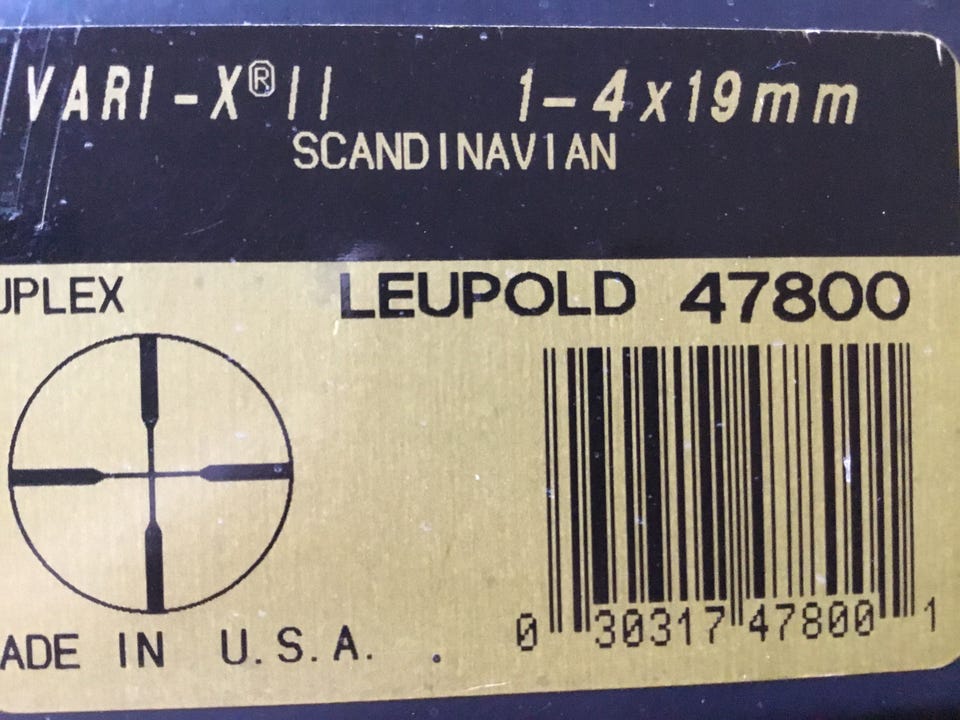 VARI-X®II 1-4x19mm
SCANDINAVIAN
UPLEX LEUPOLD 47800
0 30317 47800 1
ADE IN U.S.A.